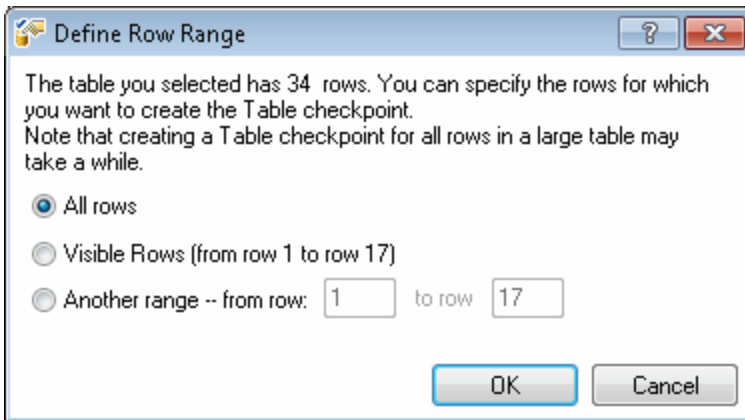 Define Row Range
?
The table you selected has 34 rows. You can specify the rows for which
you want to create the Table checkpoint.
Note that creating a Table checkpoint for all rows in a large table may
take a while.
All rows
Visible Rows (from row 1 to row 17)
Another range -- from row: 1 to row 17
OK Cancel